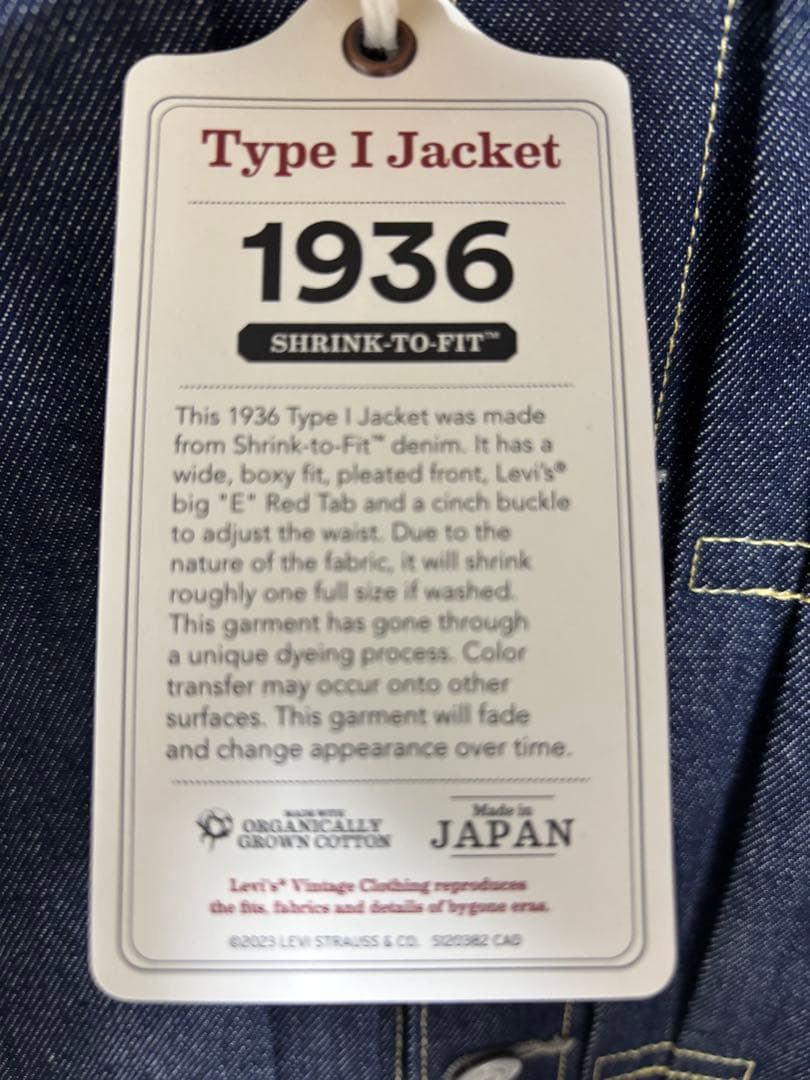 Type I Jacket
1936
SHRINK-TO-FIT™
This 1936 Type I Jacket was made
from Shrink-to-Fit™ denim. It has a
wide, boxy fit, pleated front, Levi's®
big "E" Red Tab and a cinch buckle
to adjust the waist. Due to the
nature of the fabric, it will shrink
roughly one full size if washed.
This garment has gone through
a unique dyeing process. Color
transfer may occur onto other
surfaces. This garment will fade
and change appearance over time.
MADE WITH
ORGANICALLY
GROWN COTTON
Made in
JAPAN
Levi's® Vintage Clothing reproduces
the fits, fabrics and details of bygone eras.
©2023 LEVI STRAUSS & CO. S120382 CAD